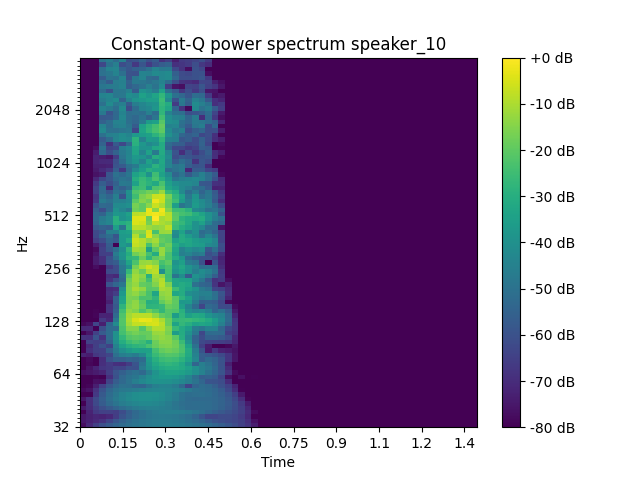 Constant-Q power spectrum speaker_10
Hz
2048
1024
512
256
128
64
32
0 0.15 0.3 0.45 0.6 0.75 0.9 1.1 1.2 1.4
Time
+0 dB
-10 dB
-20 dB
-30 dB
-40 dB
-50 dB
-60 dB
-70 dB
-80 dB